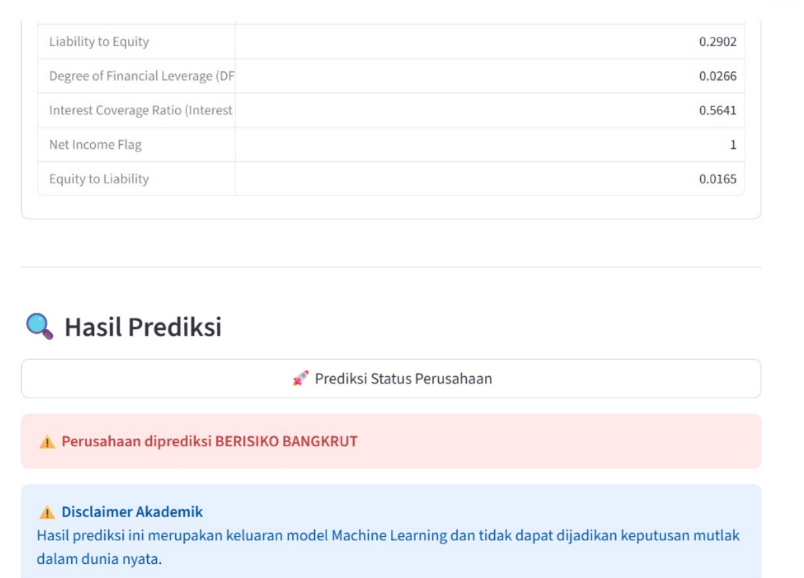 Liability to Equity 0.2902
Degree of Financial Leverage (DF 0.0266
Interest Coverage Ratio (Interest 0.5641
Net Income Flag 1
Equity to Liability 0.0165
Hasil Prediksi
Prediksi Status Perusahaan
Perusahaan diprediksi BERISIKO BANGKRUT
Disclaimer Akademik
Hasil prediksi ini merupakan keluaran model Machine Learning dan tidak dapat dijadikan keputusan mutlak
dalam dunia nyata.